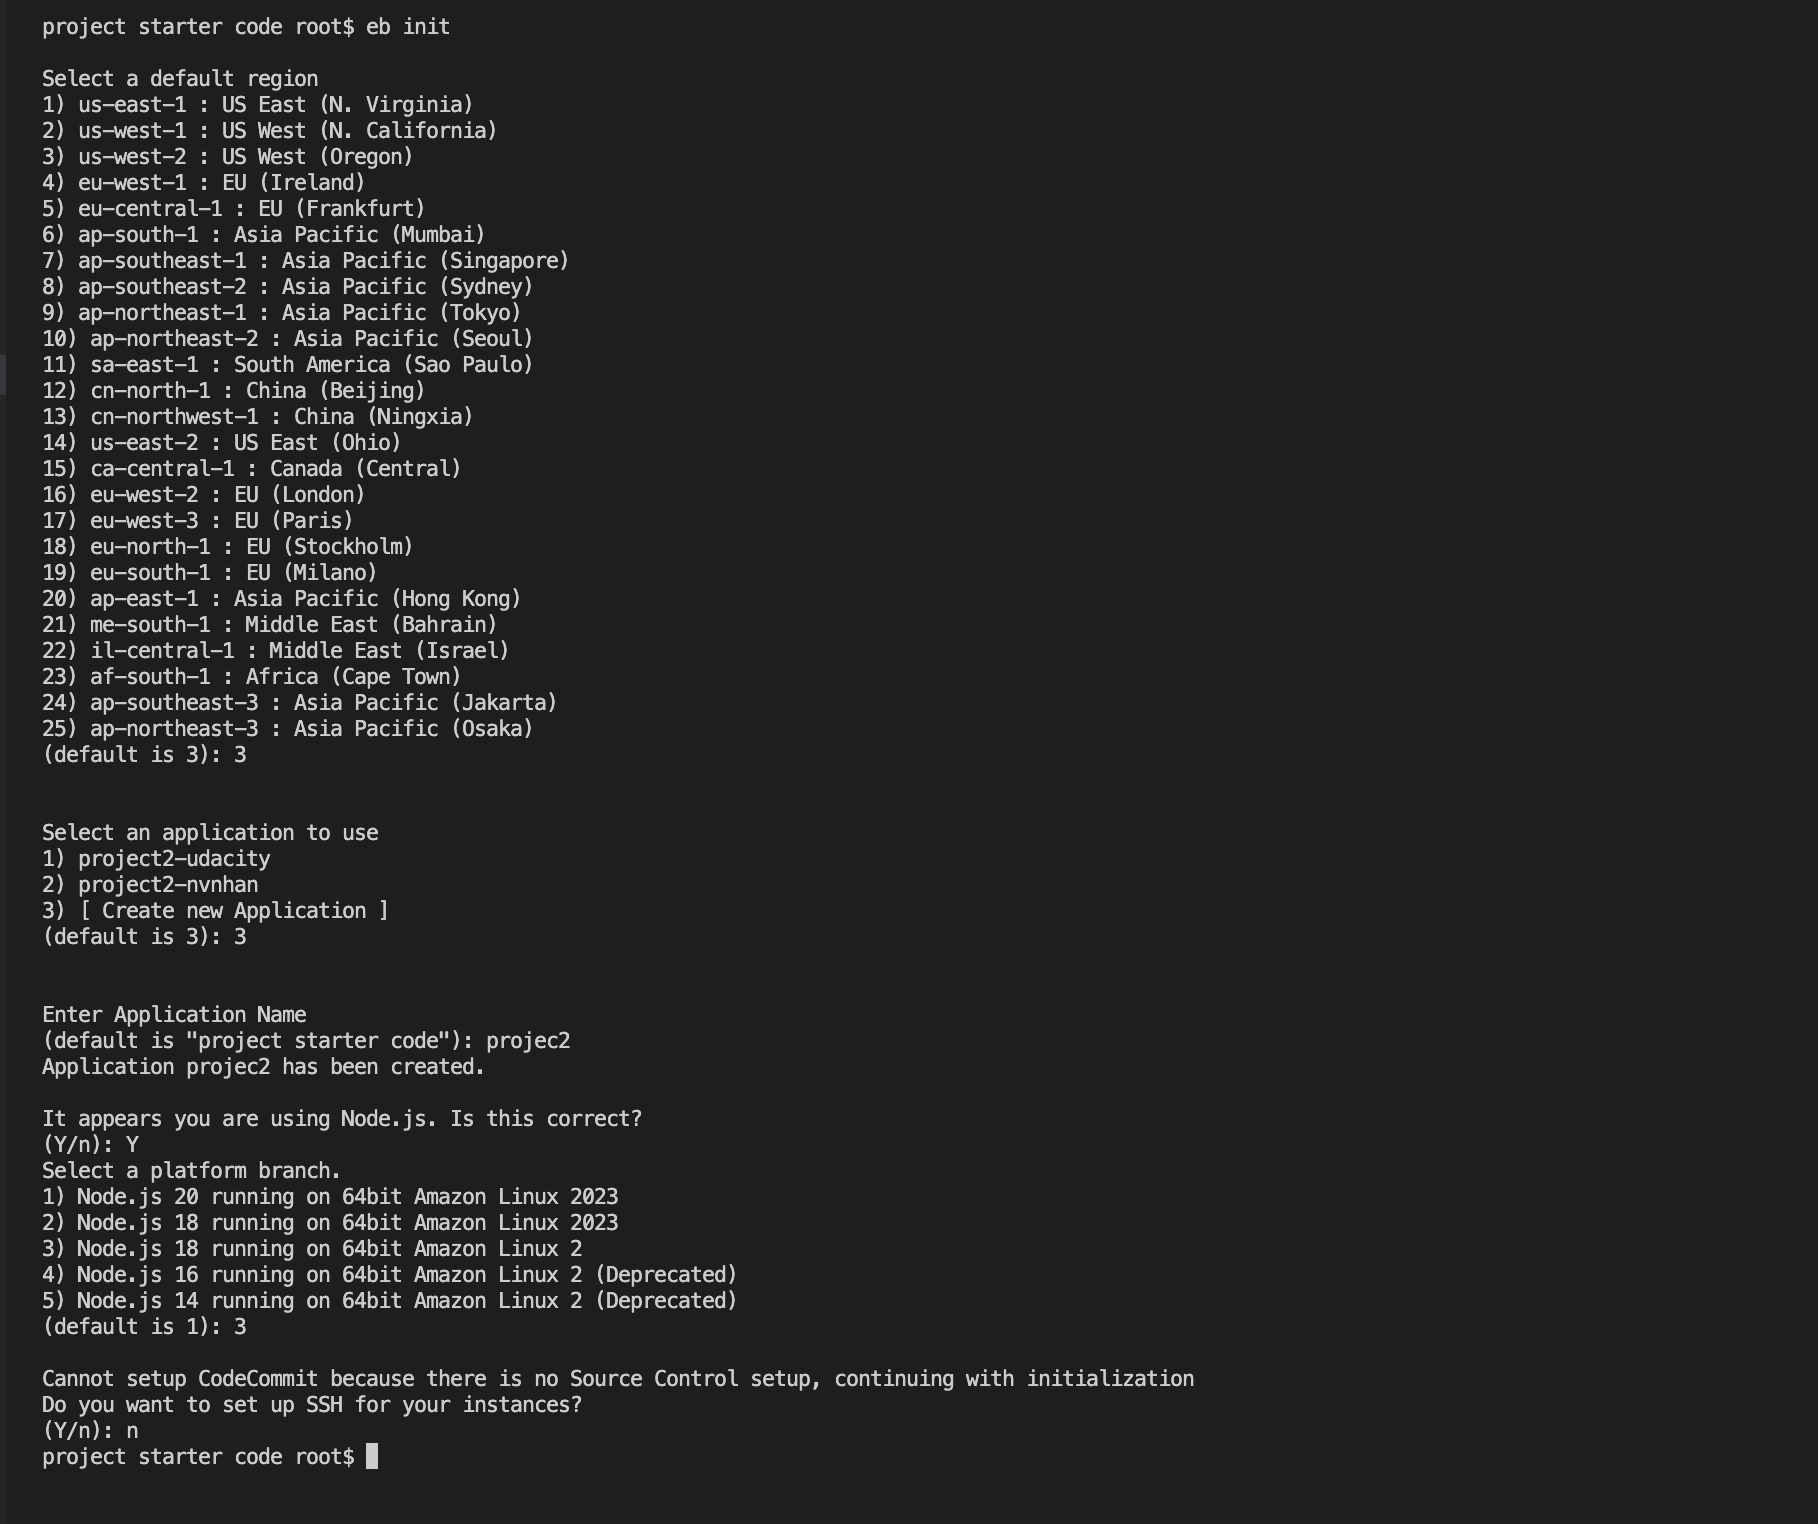 project starter code root$ eb init
Select a default region
1) us-east-1 : US East (N. Virginia)
2) us-west-1 : US West (N. California)
3) us-west-2 : US West (Oregon)
4) eu-west-1 : EU (Ireland)
5) eu-central-1 : EU (Frankfurt)
6) ap-south-1 : Asia Pacific (Mumbai)
7) ap-southeast-1 : Asia Pacific (Singapore)
8) ap-southeast-2 : Asia Pacific (Sydney)
9) ap-northeast-1 : Asia Pacific (Tokyo)
10) ap-northeast-2 : Asia Pacific (Seoul)
11) sa-east-1 : South America (Sao Paulo)
12) cn-north-1 : China (Beijing)
13) cn-northwest-1 : China (Ningxia)
14) us-east-2 : US East (Ohio)
15) ca-central-1 : Canada (Central)
16) eu-west-2 : EU (London)
17) eu-west-3 : EU (Paris)
18) eu-north-1 : EU (Stockholm)
19) eu-south-1 : EU (Milano)
20) ap-east-1 : Asia Pacific (Hong Kong)
21) me-south-1 : Middle East (Bahrain)
22) il-central-1 : Middle East (Israel)
23) af-south-1 : Africa (Cape Town)
24) ap-southeast-3 : Asia Pacific (Jakarta)
25) ap-northeast-3 : Asia Pacific (Osaka)
(default is 3): 3
Select an application to use
1) project2-udacity
2) project2-nvnhan
3) [ Create new Application ]
(default is 3): 3
Enter Application Name
(default is "project starter code"): projec2
Application projec2 has been created.
It appears you are using Node.js. Is this correct?
(Y/n): Y
Select a platform branch.
1) Node.js 20 running on 64bit Amazon Linux 2023
2) Node.js 18 running on 64bit Amazon Linux 2023
3) Node.js 18 running on 64bit Amazon Linux 2
4) Node.js 16 running on 64bit Amazon Linux 2 (Deprecated)
5) Node.js 14 running on 64bit Amazon Linux 2 (Deprecated)
(default is 1): 3
Cannot setup CodeCommit because there is no Source Control setup, continuing with initialization
Do you want to set up SSH for your instances?
(Y/n): n
project starter code root$